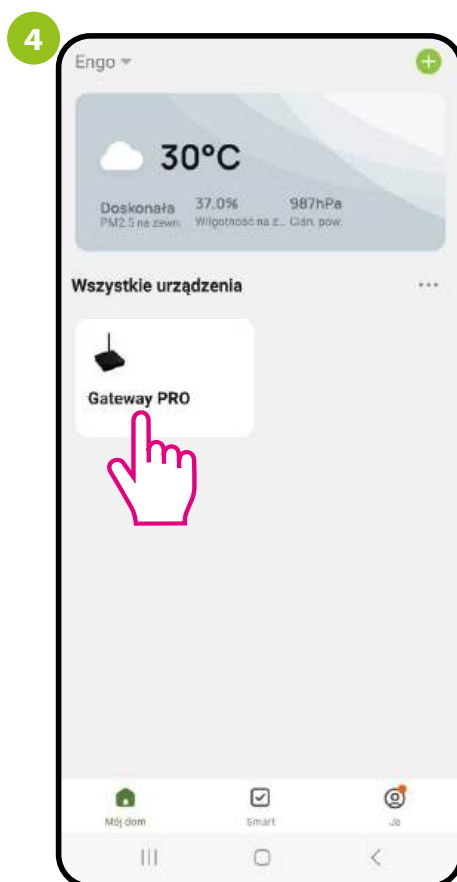 4
Engo
30°C
Doskonała 37.0% 987hPa
PM2.5 na zewn. Wilgotność na z... Ciśn. pow.
Wszystkie urządzenia ...
Gateway PRO
Mój dom Smart Ja